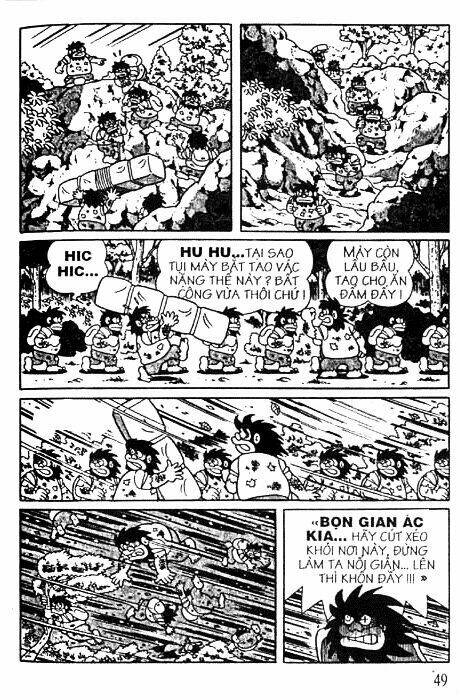 HIC
HIC...
HU HU...TẠI SAO
TỤI MÀY BẮT TAO VÁC
NẶNG THẾ NÀY ? BẤT
CÔNG VỪA THÔI CHỨ !
MÀY CÒN
LẨU BẨU,
TAO CHO ĂN
ĐẤM ĐẤY !
«BỌN GIAN ÁC
KIA... HÃY CÚT XÉO
KHỎI NƠI NÀY, ĐỪNG
LÀM TA NỔI GIẬN... LÊN
THÌ KHỐN ĐẤY !!! »
49